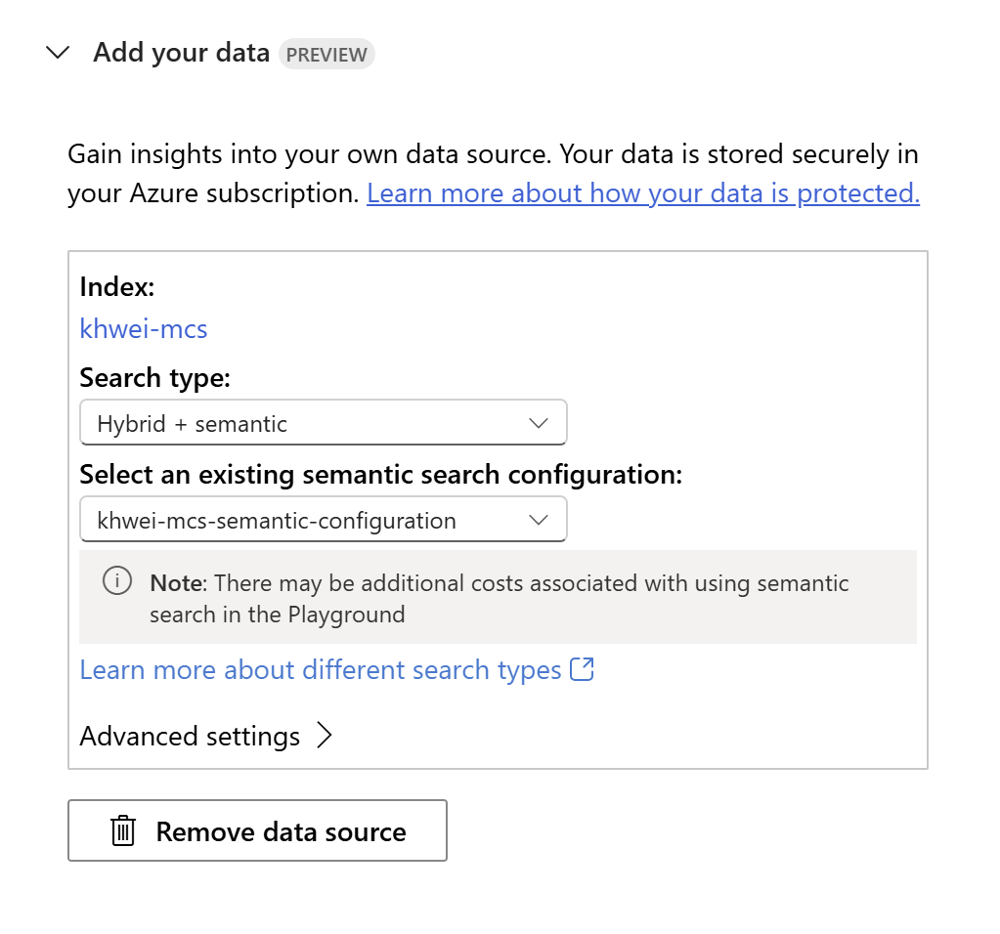 Add your data PREVIEW
Gain insights into your own data source. Your data is stored securely in
your Azure subscription. Learn more about how your data is protected.
Index:
khwei-mcs
Search type:
Hybrid + semantic
Select an existing semantic search configuration:
khwei-mcs-semantic-configuration
Note: There may be additional costs associated with using semantic
search in the Playground
Learn more about different search types
Advanced settings
Remove data source